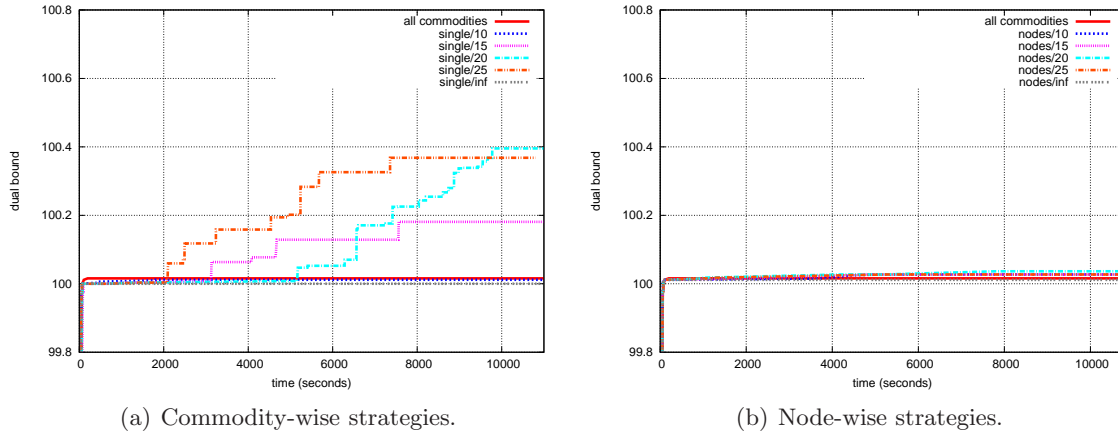 100.8
100.6
100.4
100.2
100
99.8
dual bound
all commodities
single/10
single/15
single/20
single/25
single/inf
0
2000
4000
6000
8000
10000
time (seconds)
(a) Commodity-wise strategies.
100.8
100.6
100.4
100.2
100
99.8
dual bound
all commodities
nodes/10
nodes/15
nodes/20
nodes/25
nodes/inf
0
2000
4000
6000
8000
10000
time (seconds)
(b) Node-wise strategies.